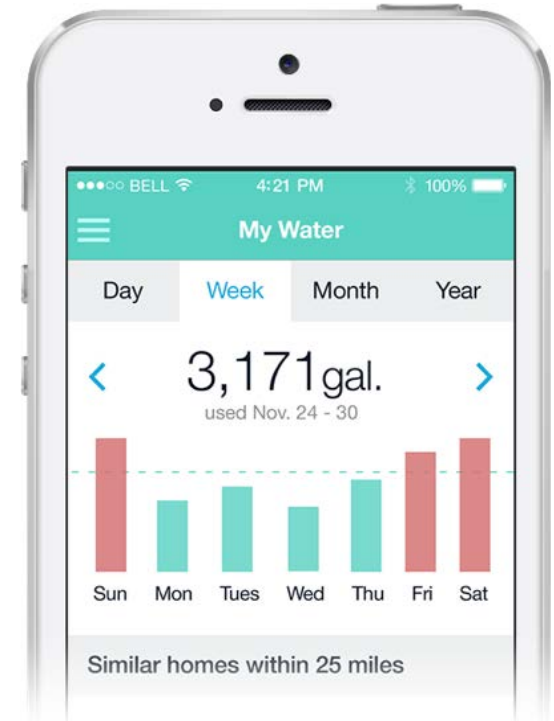 ●●●○○ BELL 4:21 PM 100%
My Water
Day Week Month Year
3,171gal.
used Nov. 24 - 30
Sun Mon Tues Wed Thu Fri Sat
Similar homes within 25 miles